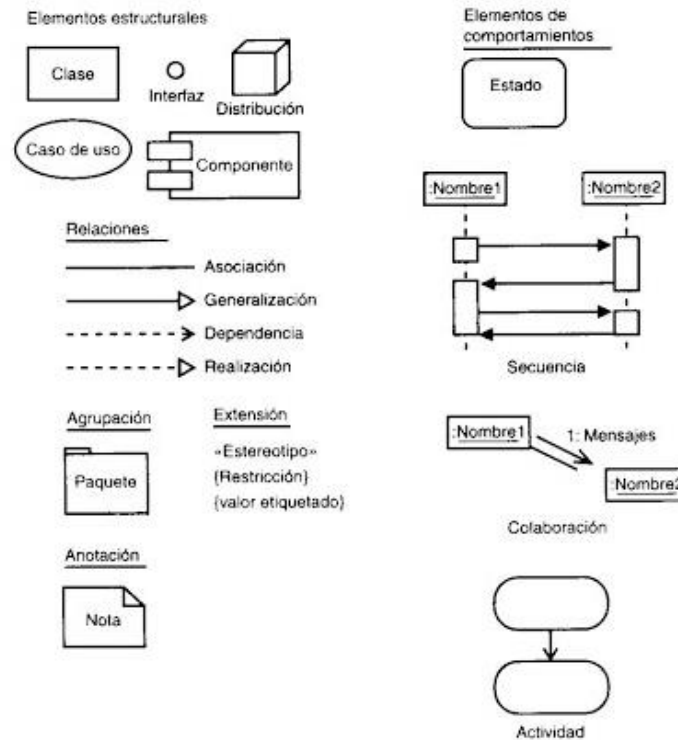 Elementos estructurales
Clase
Interfaz
Distribución
Caso de uso
Componente
Relaciones
Asociación
Generalización
Dependencia
Realización
Agrupación
Paquete
Extensión
«Estereotipo»
{Restricción}
{valor etiquetado}
Anotación
Nota
Elementos de
comportamientos
Estado
:Nombre1
:Nombre2
Secuencia
:Nombre1
1: Mensajes
:Nombre2
Colaboración
Actividad